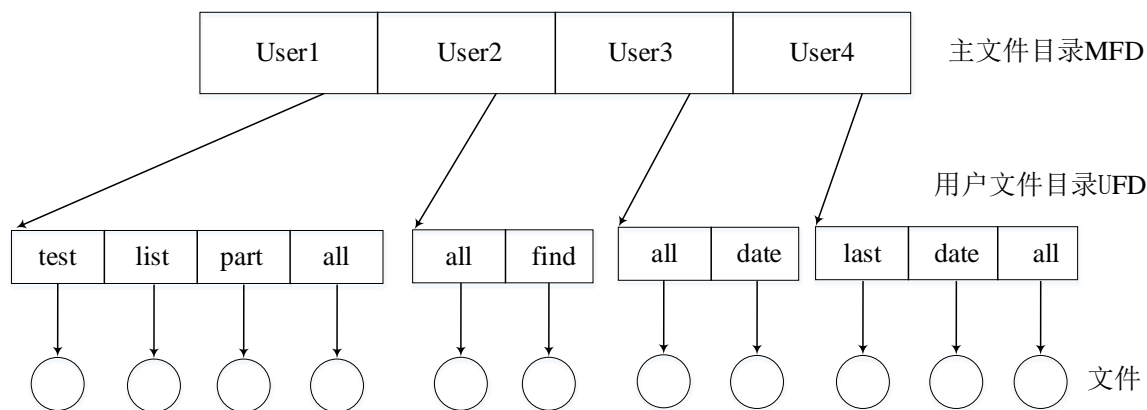 User1 User2 User3 User4 主文件目录MFD
用户文件目录UFD
test list part all all find all date last date all
文件